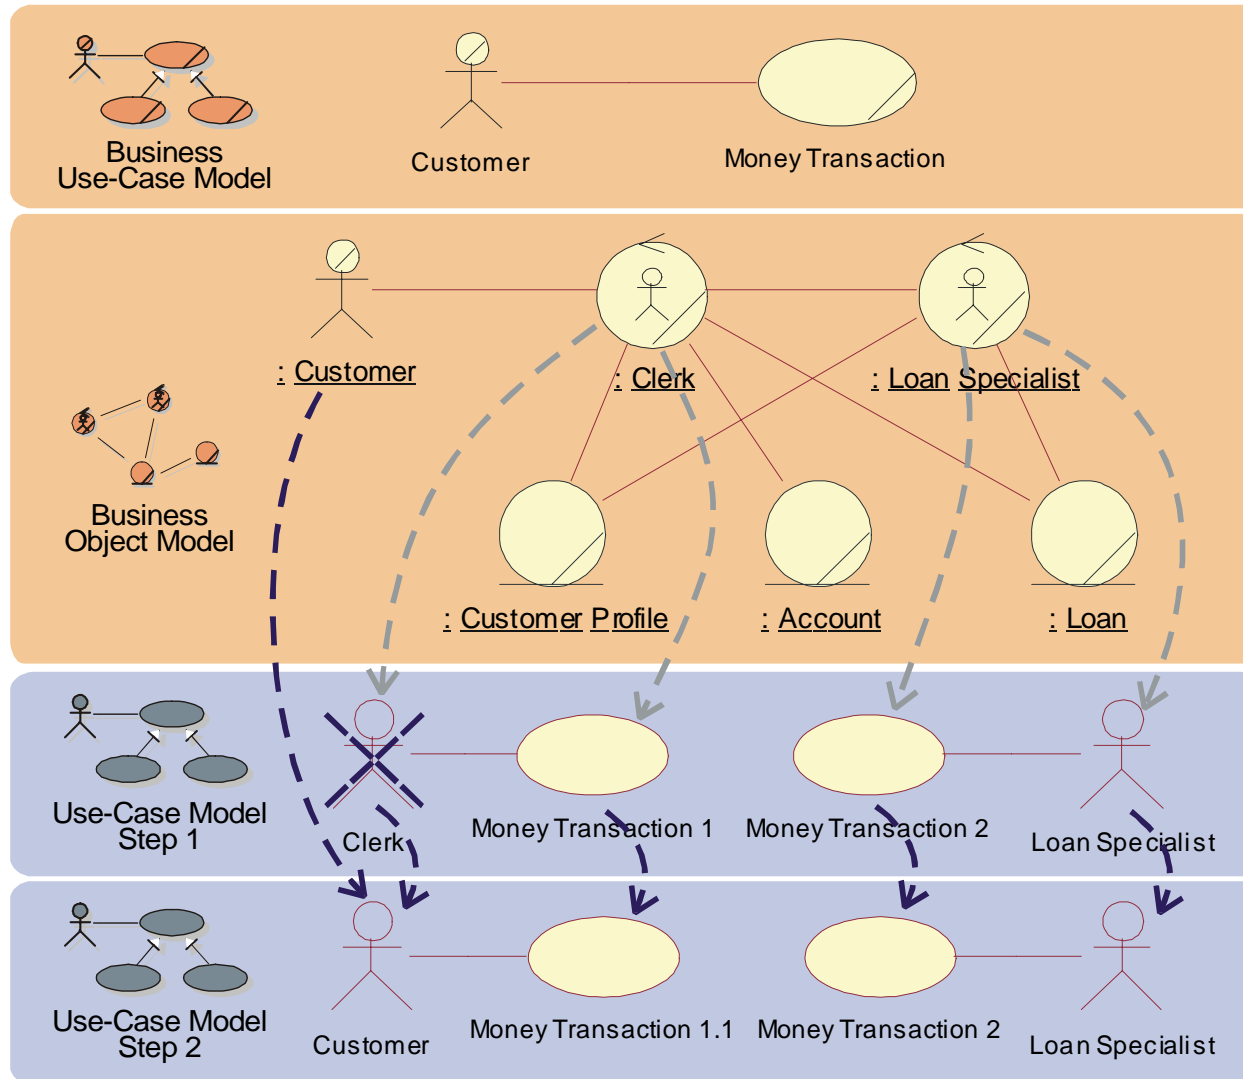 Business
Use-Case Model
Customer
Money Transaction
: Customer
: Clerk
: Loan Specialist
Business
Object Model
: Customer Profile
: Account
: Loan
Use-Case Model
Step 1
Clerk
Money Transaction 1
Money Transaction 2
Loan Specialist
Use-Case Model
Step 2
Customer
Money Transaction 1.1
Money Transaction 2
Loan Specialist